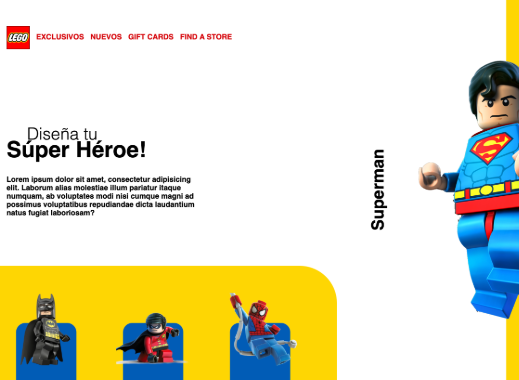 LEGO
EXCLUSIVOS NUEVOS GIFT CARDS FIND A STORE
Diseña tu
Súper Héroe!
Lorem ipsum dolor sit amet, consectetur adipisicing
elit. Laborum alias molestiae illum pariatur itaque
numquam, ab voluptates modi nisi cumque magni ad
possimus voluptatibus repudiandae dicta laudantium
natus fugiat laboriosam?
Superman
S